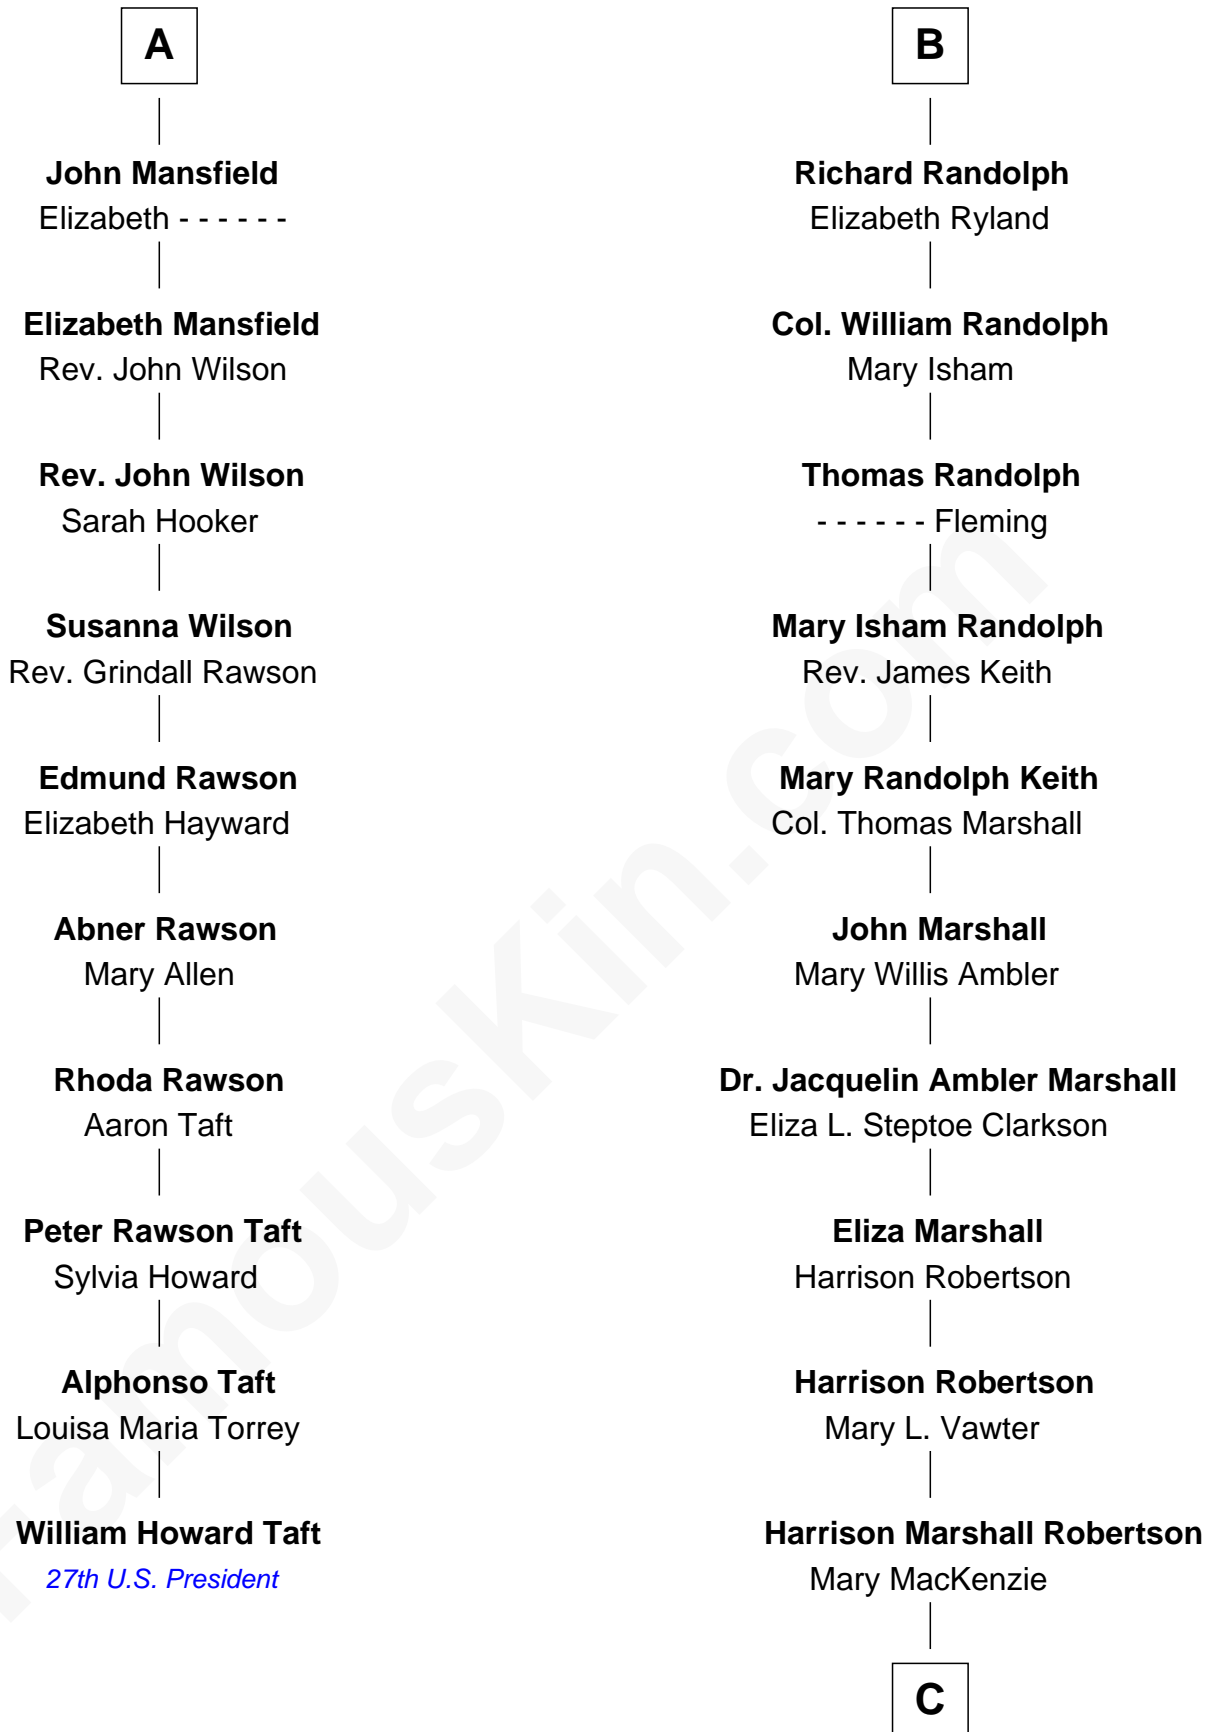 A
John Mansfield
Elizabeth - - - - - -
Elizabeth Mansfield
Rev. John Wilson
Rev. John Wilson
Sarah Hooker
Susanna Wilson
Rev. Grindall Rawson
Edmund Rawson
Elizabeth Hayward
Abner Rawson
Mary Allen
Rhoda Rawson
Aaron Taft
Peter Rawson Taft
Sylvia Howard
Alphonso Taft
Louisa Maria Torrey
William Howard Taft
27th U.S. President
B
Richard Randolph
Elizabeth Ryland
Col. William Randolph
Mary Isham
Thomas Randolph
- - - - - - Fleming
Mary Isham Randolph
Rev. James Keith
Mary Randolph Keith
Col. Thomas Marshall
John Marshall
Mary Willis Ambler
Dr. Jacquelin Ambler Marshall
Eliza L. Steptoe Clarkson
Eliza Marshall
Harrison Robertson
Harrison Robertson
Mary L. Vawter
Harrison Marshall Robertson
Mary MacKenzie
C
FamousKin.com